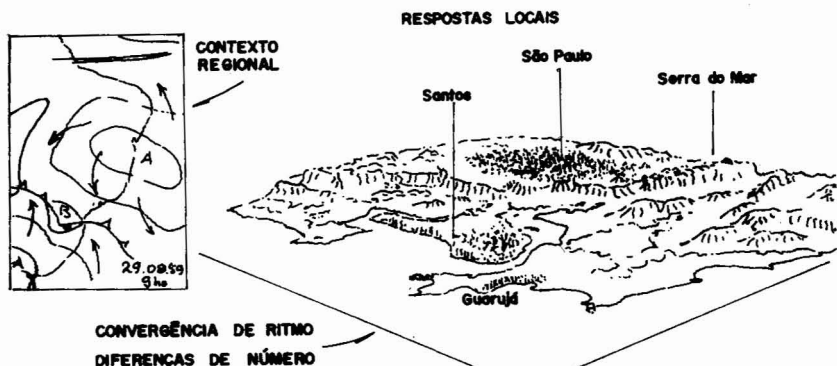 RESPOSTAS LOCAIS
CONTEXTO
REGIONAL
São Paulo
Santos
Serra do Mar
A
A
B
A
29.08.59
9 hs
Guarujá
CONVERGÊNCIA DE RITMO
DIFERENÇAS DE NÚMERO